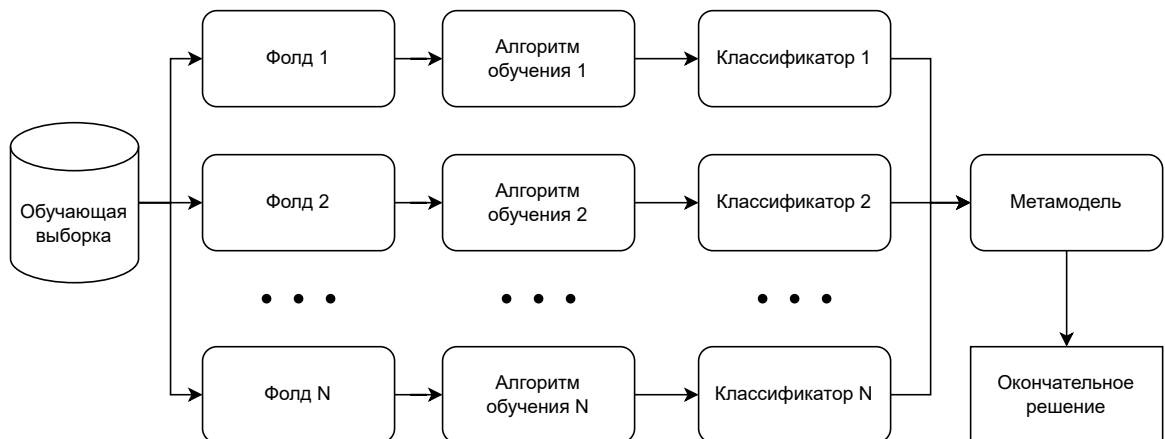 Фолд 1
Алгоритм
обучения 1
Классификатор 1
Обучающая
выборка
Фолд 2
Алгоритм
обучения 2
Классификатор 2
Метамодель
Фолд N
Алгоритм
обучения N
Классификатор N
Окончательное
решение